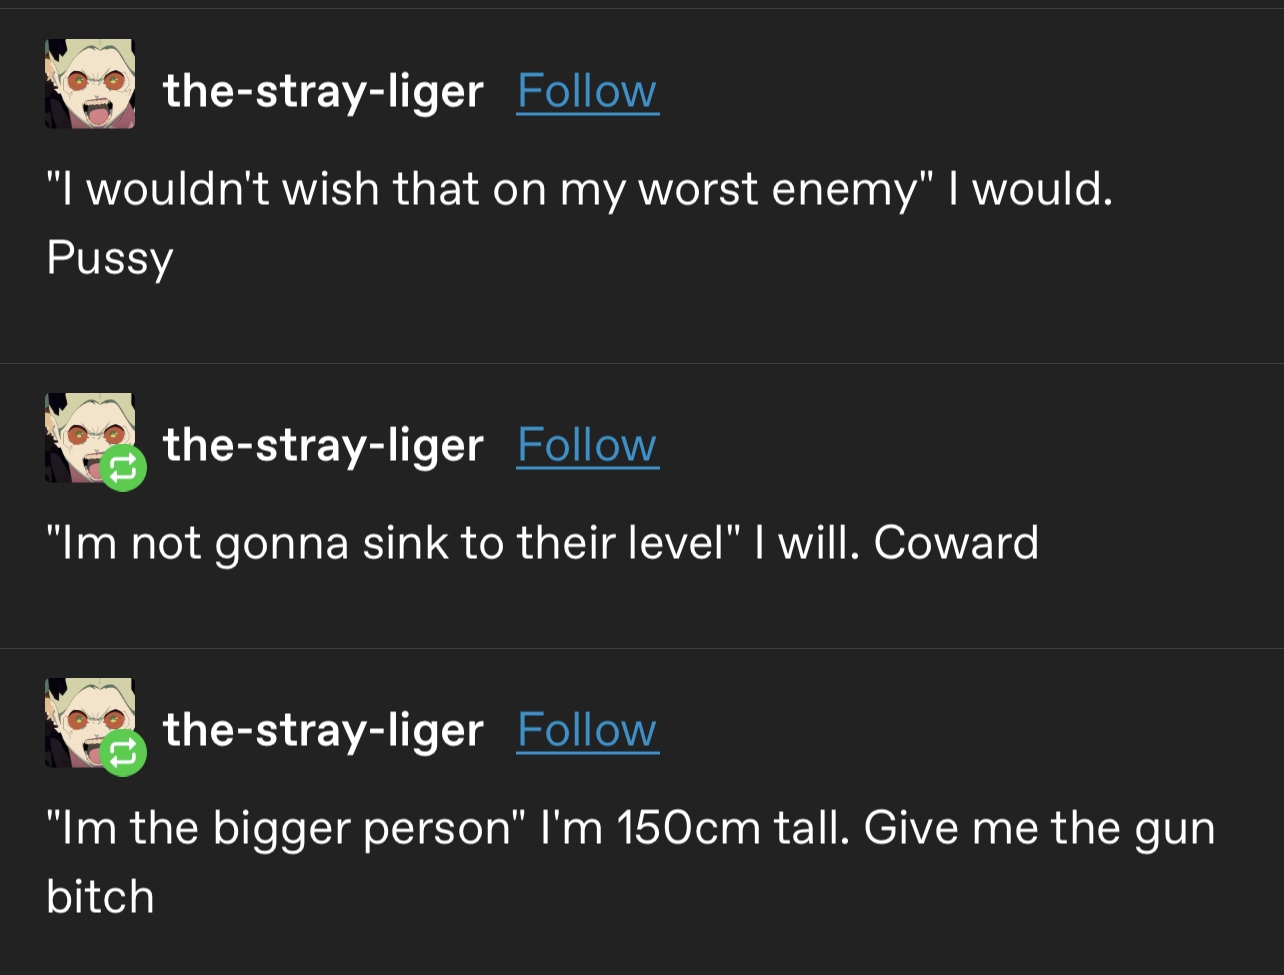 the-stray-liger Follow
"I wouldn't wish that on my worst enemy" I would.
Pussy
the-stray-liger Follow
"Im not gonna sink to their level" I will. Coward
the-stray-liger Follow
"Im the bigger person" I'm 150cm tall. Give me the gun
bitch